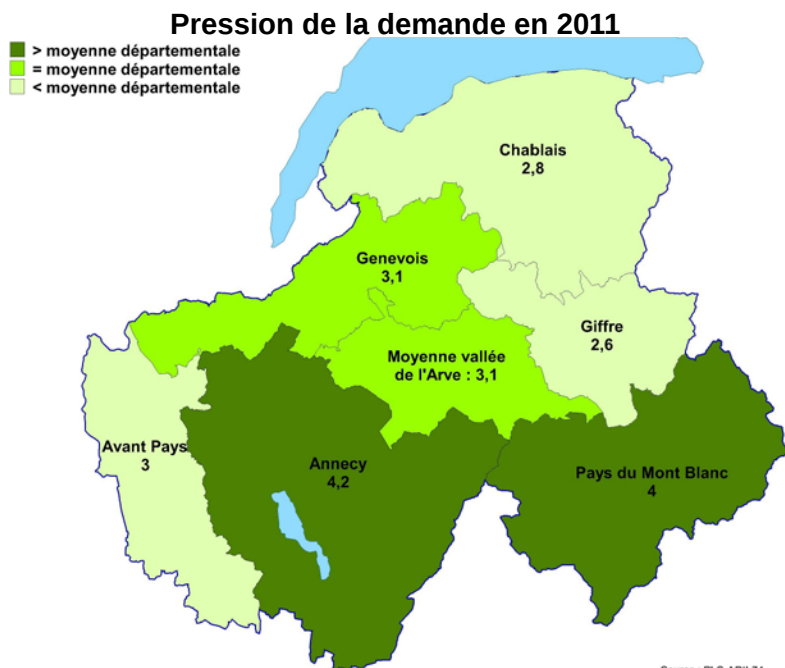 Pression de la demande en 2011
> moyenne départementale
= moyenne départementale
< moyenne départementale
Chablais
2,8
Genevois
3,1
Giffre
2,6
Moyenne vallée
de l'Arve : 3,1
Avant Pays
3
Annecy
4,2
Pays du Mont Blanc
4